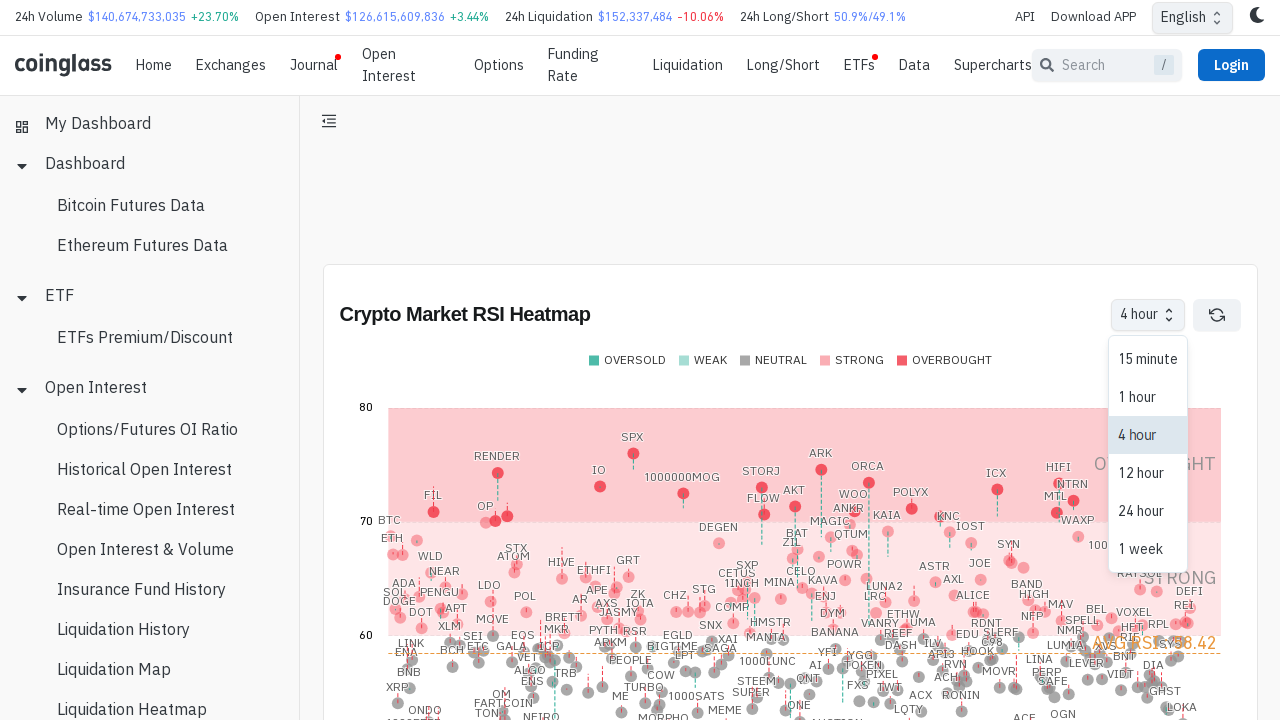 24h Volume $140,674,733,035 +23.70% Open Interest $126,615,609,836 +3.44% 24h Liquidation $152,337,484 -10.06% 24h Long/Short 50.9%/49.1% API Download APP English
coinglass Home Exchanges Journal Open Interest Options Funding Rate Liquidation Long/Short ETFs Data Supercharts Search / Login
My Dashboard
Dashboard
Bitcoin Futures Data
Ethereum Futures Data
ETF
ETFs Premium/Discount
Open Interest
Options/Futures OI Ratio
Historical Open Interest
Real-time Open Interest
Open Interest & Volume
Insurance Fund History
Liquidation History
Liquidation Map
Liquidation Heatmap
Crypto Market RSI Heatmap
4 hour
15 minute
1 hour
4 hour
12 hour
24 hour
1 week
OVERSOLD WEAK NEUTRAL STRONG OVERBOUGHT
80
SPX
RENDER IO ARK
1000000MOG STORJ ORCA ICX HIFI
FIL OP FLOW AKT WOO POLYX NTRN
MTL
BTC DEGEN MAGIC ANKR KAIA KNC IOST WAXP
70
ETH STX BAT QTUM SYN
ZIL
WLD ATOM HIVE GRT SXP POWR ASTR JOE
NEAR ETHFI CETUS CELO
STRONG
ADA LDO APE STG 1INCH MINA KAVA LUNA2 AXL BAND DEFI
SOL PENGU POL ZK CHZ ENJ LRC ALICE HIGH
DOGE DOT APT AR AXS IOTA COMP DYM ETHW MAV BEL VOXEL REI
XLM MOVE BRETT JASMY SNX HMSTR VANRY UMA RDNT NFP SPELL
MKR PYTH RSR BANANA NMR HFT RPL
60
LINK SEI EQS ARKM EGLD XAI MANTA REEF EDU SLERF
ENA BCH ETC GALA ICP BIGTIME SAGA YFI DASH ILV HOOK C98 LUMIA
BNB VET PEOPLE LPT 1000LUNC YGG API3 LINA LEVER BNT
ALGO TRB COW AI TOKEN RVN MOVR PERP VIDT DIA
XRP ENS TURBO STEEM QNT FXS PIXEL ACH SAFE
ME 1000SATS SUPER TWT ACX RONIN GHST
ONDO FARTCOIN MEME ONE LQTY OGN LOKA
TON NEIRO MORPHO ACE